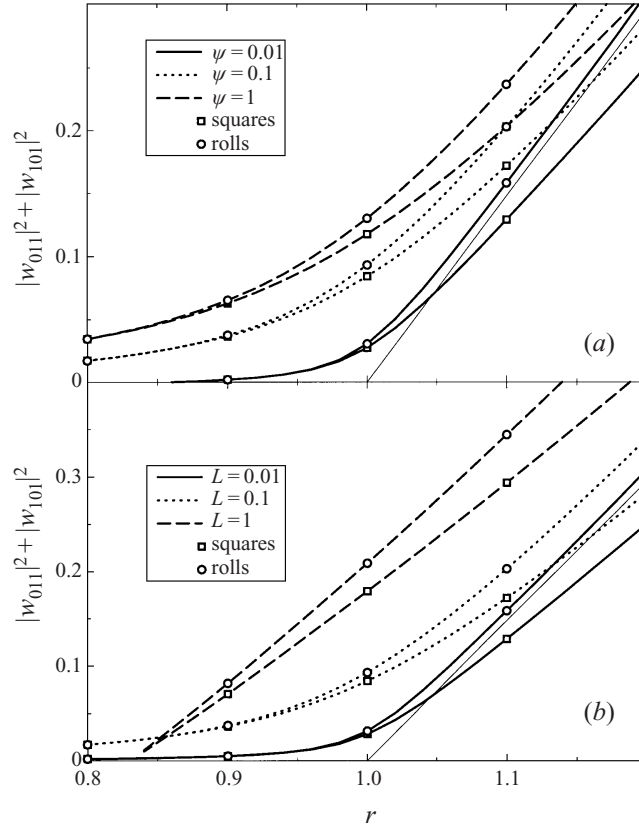 |w₀₁₁|² + |w₁₀₁|²
0.2
0.1
0
ψ = 0.01
ψ = 0.1
ψ = 1
squares
rolls
(a)
|w₀₁₁|² + |w₁₀₁|²
0.3
0.2
0.1
0
L = 0.01
L = 0.1
L = 1
squares
rolls
(b)
0.8 0.9 1.0 1.1
r